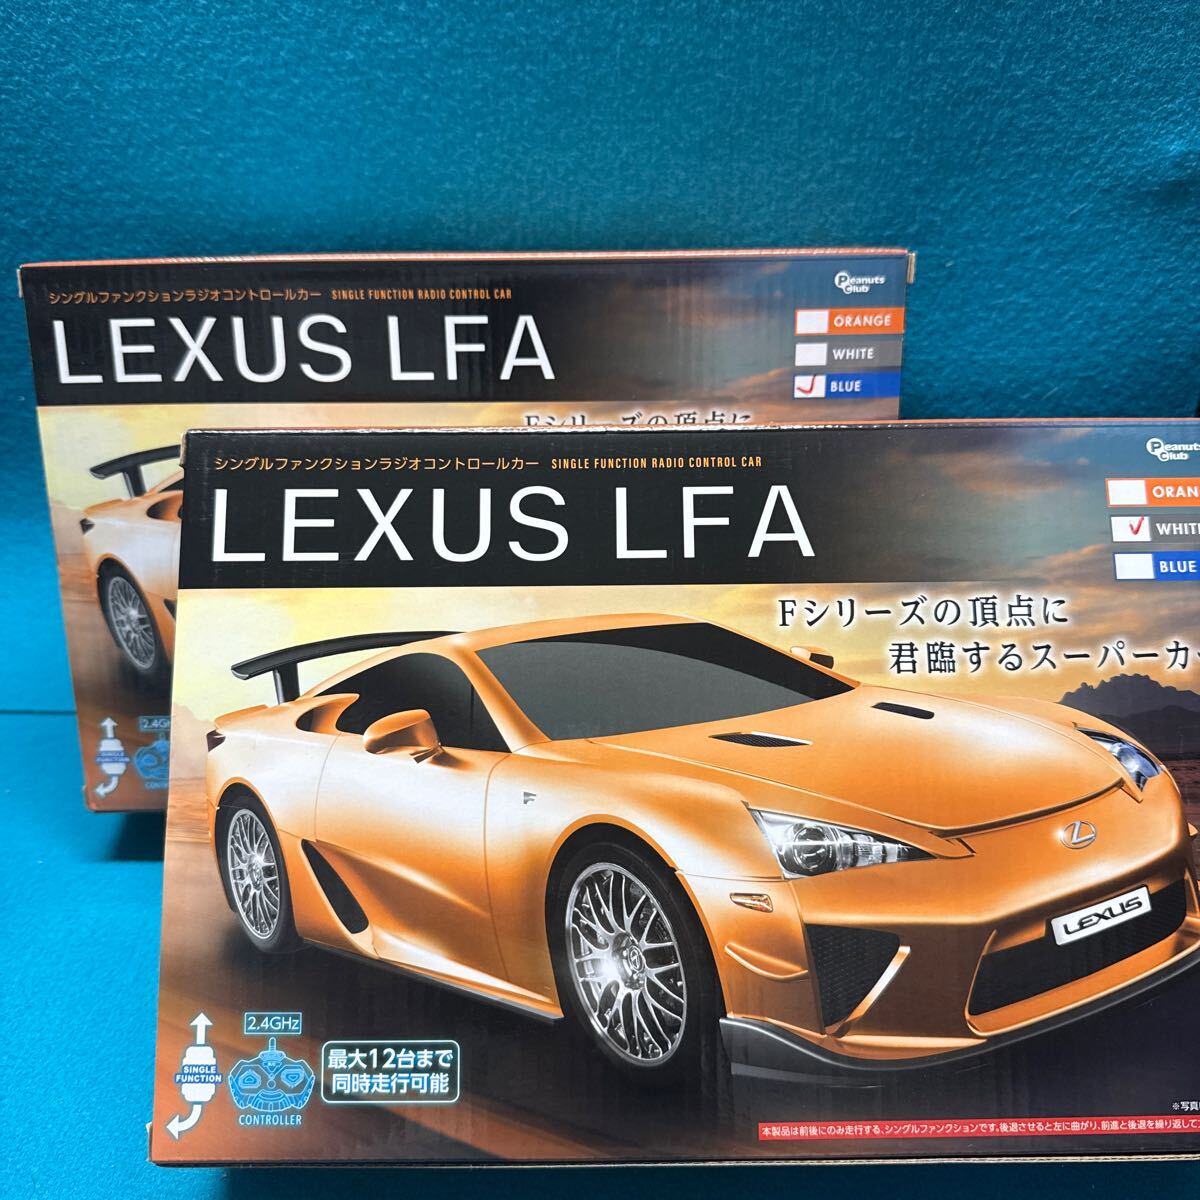 シングルファンクションラジオコントロールカー SINGLE FUNCTION RADIO CONTROL CAR
Peanuts Club
LEXUS LFA
ORANGE
WHITE
BLUE
Fシリーズの頂点に
2.4GHz
SINGLE FUNCTION
シングルファンクションラジオコントロールカー SINGLE FUNCTION RADIO CONTROL CAR
Peanuts Club
LEXUS LFA
WHITE
BLUE
Fシリーズの頂点に
君臨するスーパーカー
LEXUS
2.4GHz
SINGLE
FUNCTION
CONTROLLER
最大12台まで
同時走行可能
本製品は前後にのみ走行する、シングルファンクションです。後退させると左に曲がり、前進と後退を繰り返して